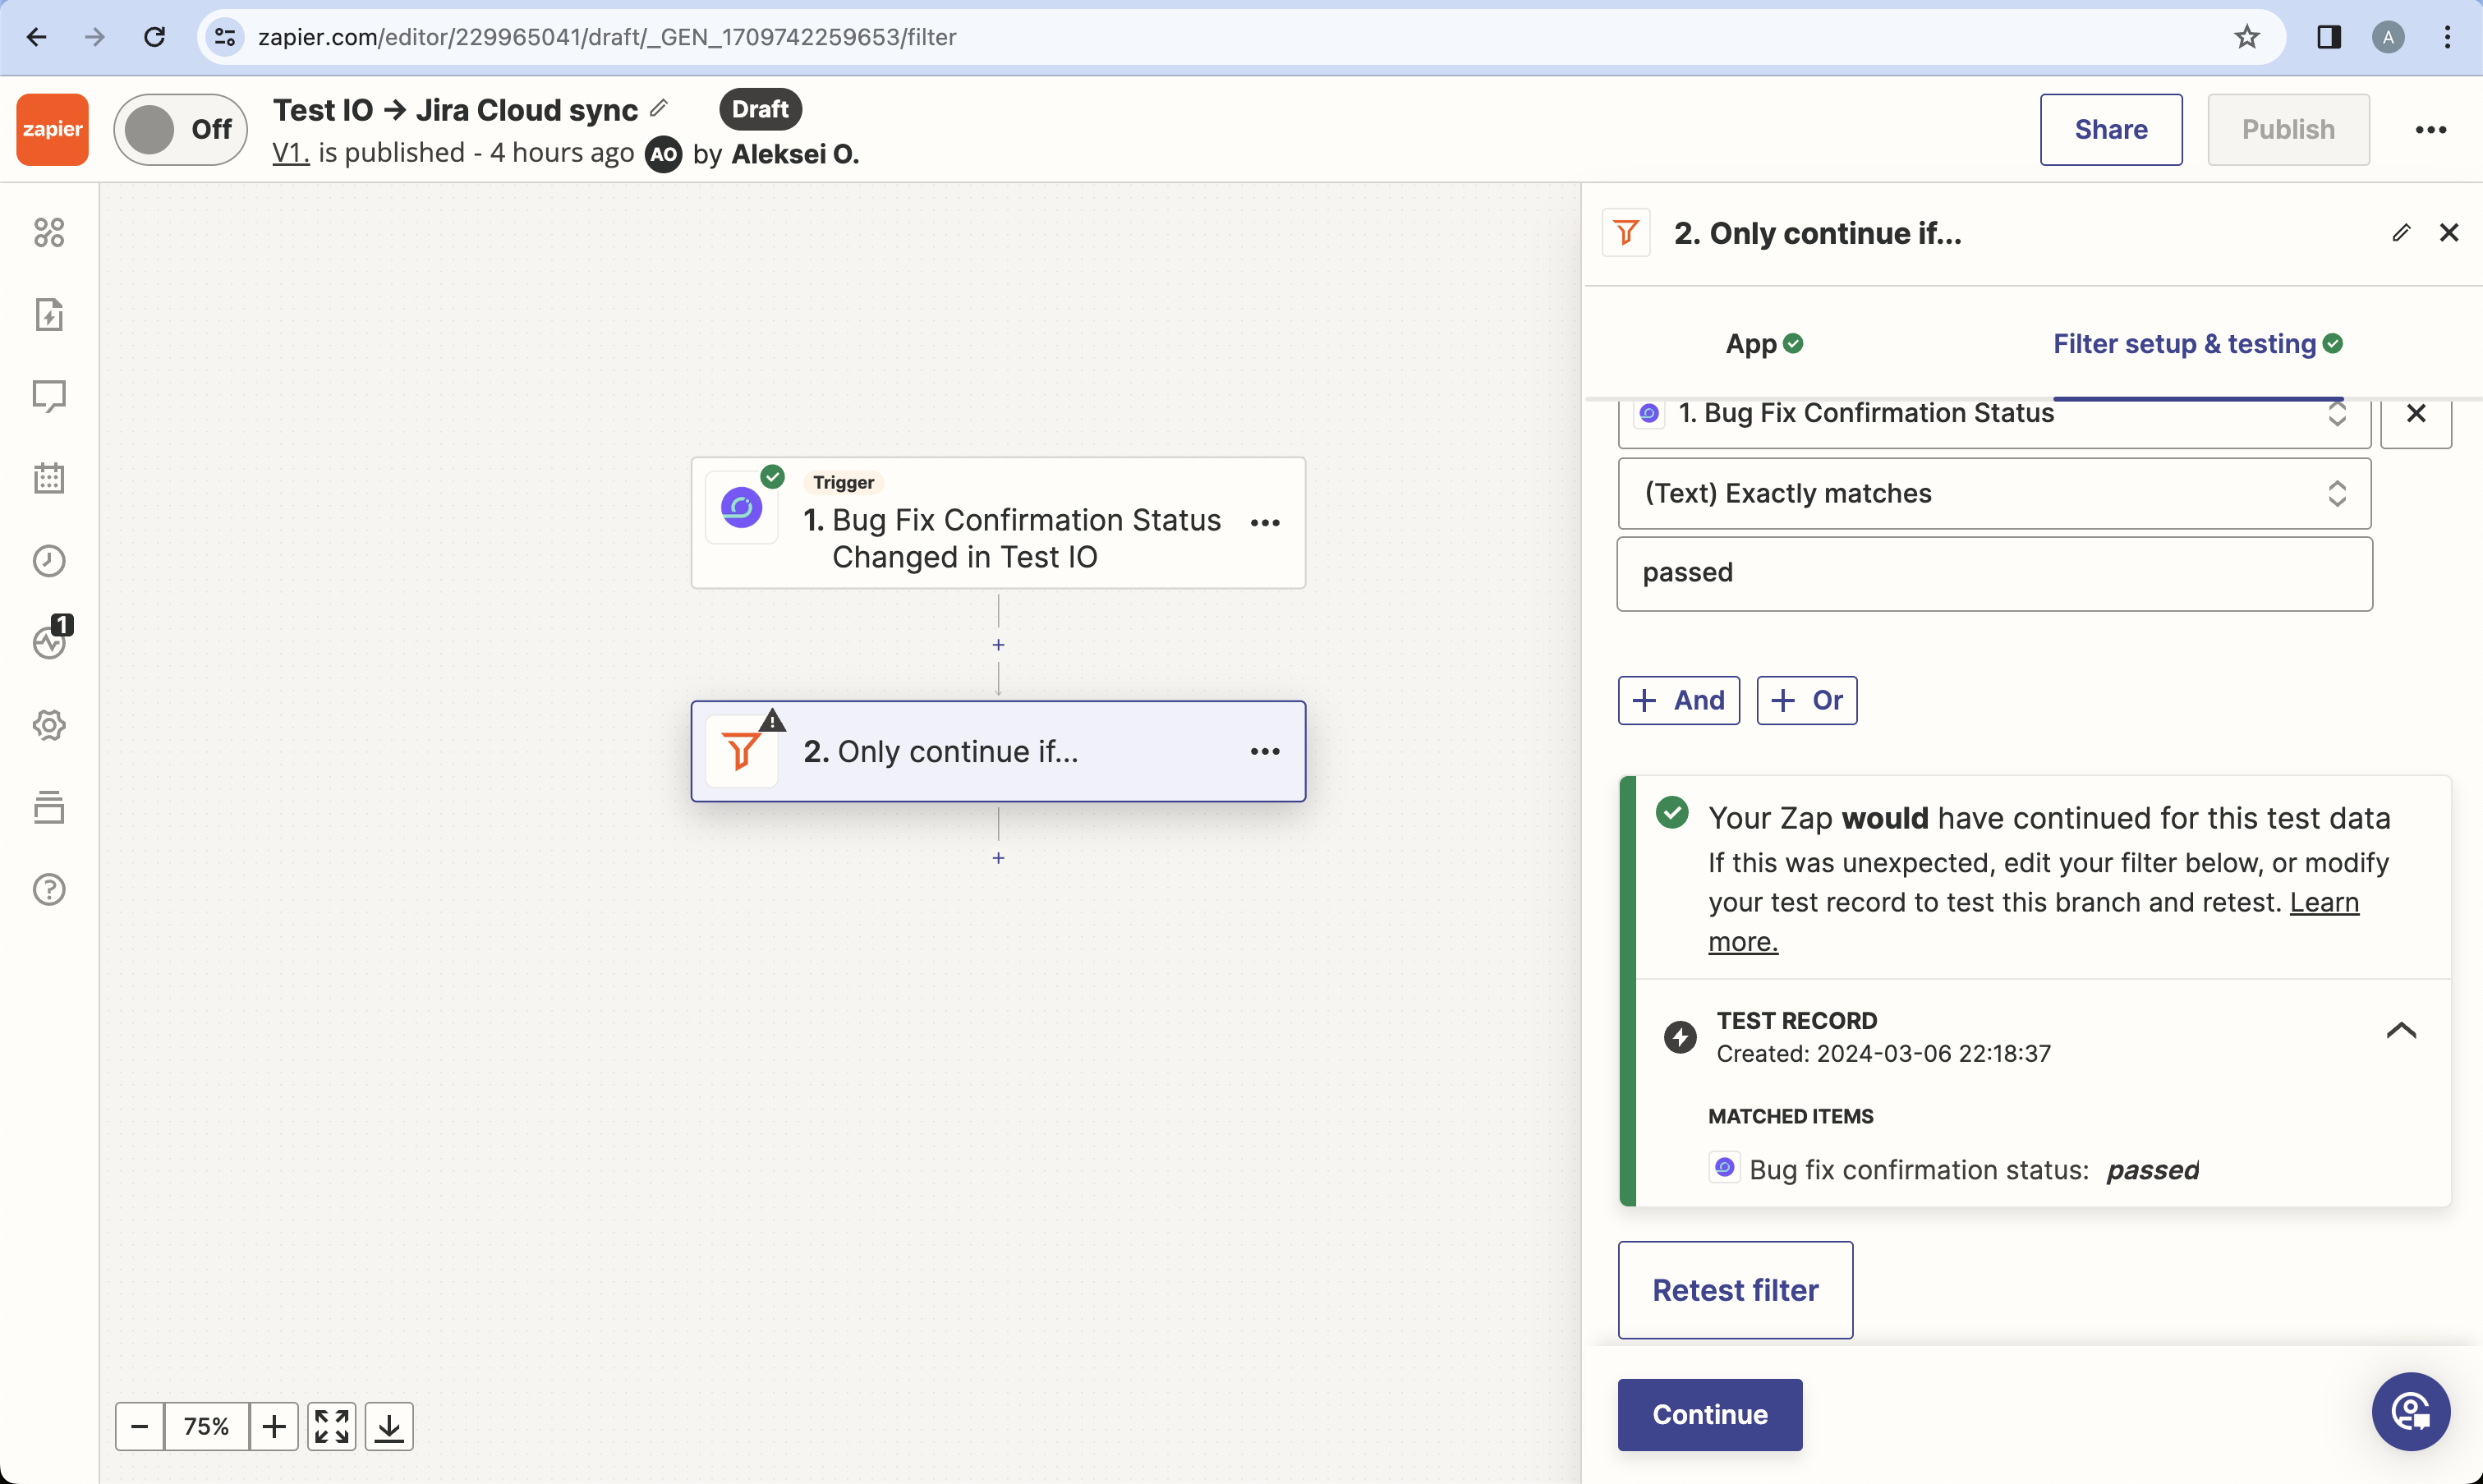 zapier.com/editor/229965041/draft/_GEN_1709742259653/filter
A
zapier
Off
Test IO → Jira Cloud sync
Draft
V1. is published - 4 hours ago AO by Aleksei O.
Share
Publish
1
Trigger
1. Bug Fix Confirmation Status
Changed in Test IO
2. Only continue if...
75%
2. Only continue if...
App
Filter setup & testing
1. Bug Fix Confirmation Status
(Text) Exactly matches
passed
And
Or
Your Zap would have continued for this test data
If this was unexpected, edit your filter below, or modify
your test record to test this branch and retest. Learn
more.
TEST RECORD
Created: 2024-03-06 22:18:37
MATCHED ITEMS
Bug fix confirmation status: passed
Retest filter
Continue